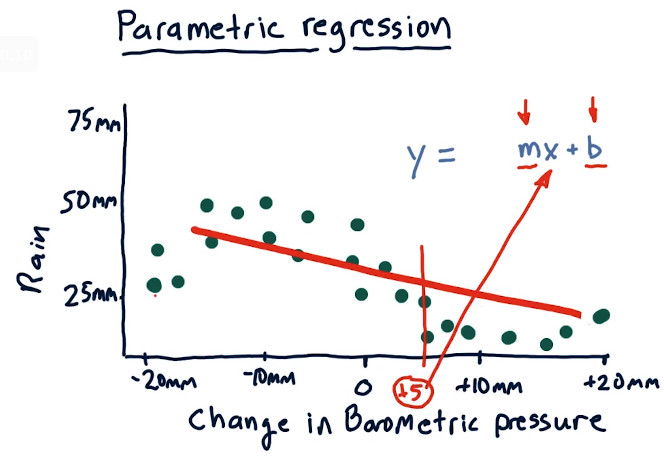 Parametric regression
75mm
y = mx + b
50mm
Rain
25mm
-20mm -10mm 0 +5 +10mm +20mm
Change in Barometric pressure